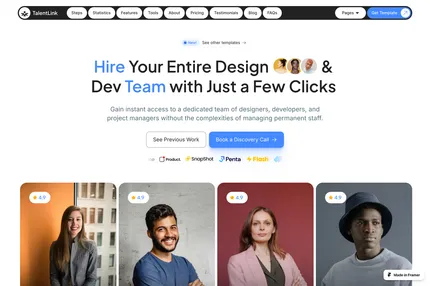 TalentLink
Steps
Statistics
Features
Tools
About
Pricing
Testimonials
Blog
FAQs
Pages
Get Template
See other templates →
Hire Your Entire Design &
Dev Team with Just a Few Clicks
Gain instant access to a dedicated team of designers, developers, and
project managers without the complexities of managing permanent staff.
See Previous Work
Book a Discovery Call →
Product.
SnapShot
Penta
4.9
4.9
4.9
4.9
Made in Framer